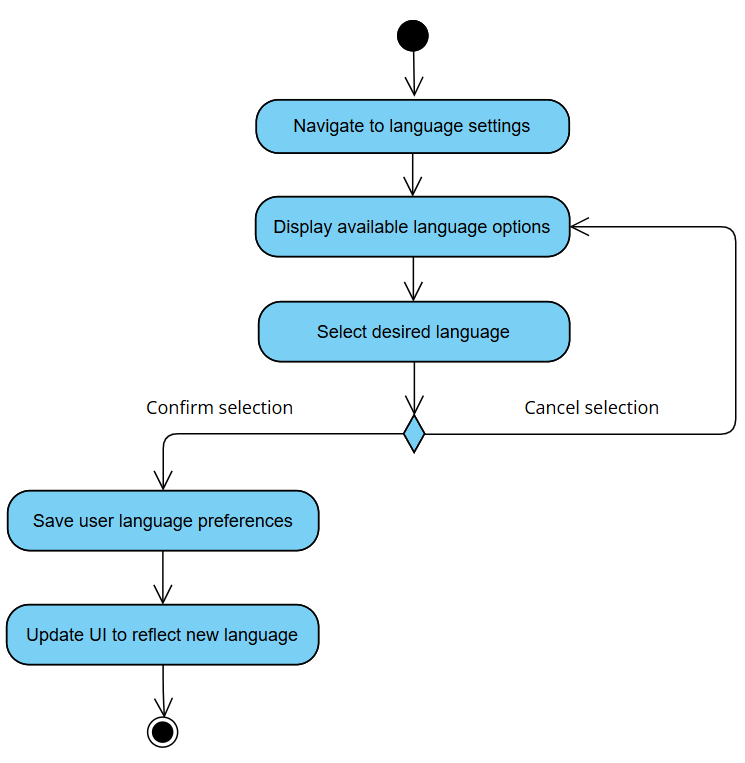 Navigate to language settings
Display available language options
Select desired language
Confirm selection
Cancel selection
Save user language preferences
Update UI to reflect new language